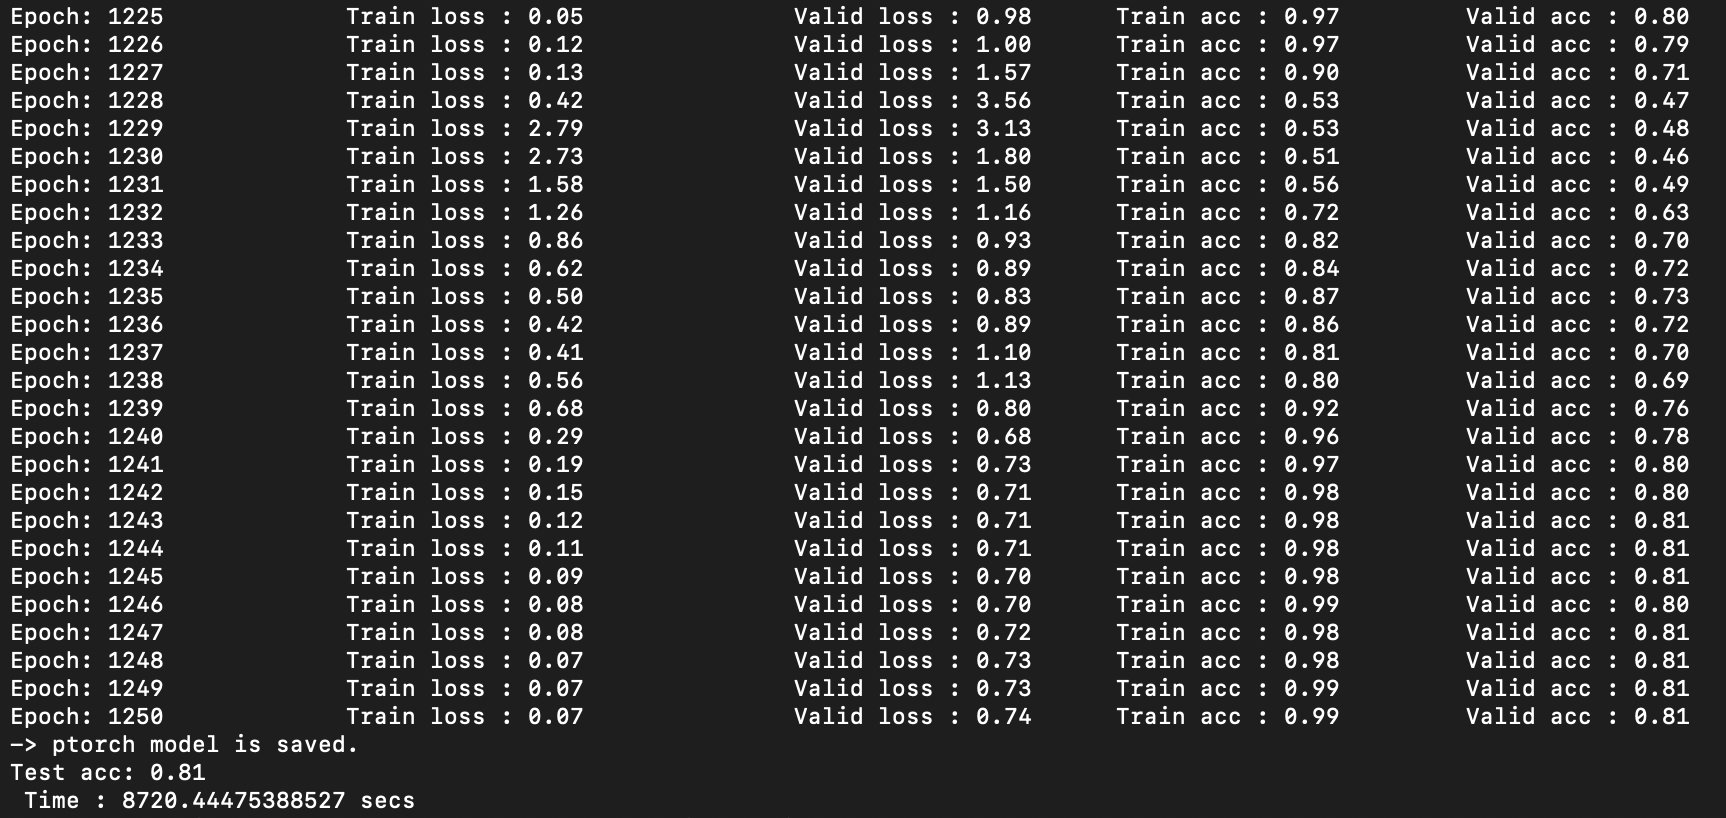 Epoch: 1225 Train loss : 0.05 Valid loss : 0.98 Train acc : 0.97 Valid acc : 0.80
Epoch: 1226 Train loss : 0.12 Valid loss : 1.00 Train acc : 0.97 Valid acc : 0.79
Epoch: 1227 Train loss : 0.13 Valid loss : 1.57 Train acc : 0.90 Valid acc : 0.71
Epoch: 1228 Train loss : 0.42 Valid loss : 3.56 Train acc : 0.53 Valid acc : 0.47
Epoch: 1229 Train loss : 2.79 Valid loss : 3.13 Train acc : 0.53 Valid acc : 0.48
Epoch: 1230 Train loss : 2.73 Valid loss : 1.80 Train acc : 0.51 Valid acc : 0.46
Epoch: 1231 Train loss : 1.58 Valid loss : 1.50 Train acc : 0.56 Valid acc : 0.49
Epoch: 1232 Train loss : 1.26 Valid loss : 1.16 Train acc : 0.72 Valid acc : 0.63
Epoch: 1233 Train loss : 0.86 Valid loss : 0.93 Train acc : 0.82 Valid acc : 0.70
Epoch: 1234 Train loss : 0.62 Valid loss : 0.89 Train acc : 0.84 Valid acc : 0.72
Epoch: 1235 Train loss : 0.50 Valid loss : 0.83 Train acc : 0.87 Valid acc : 0.73
Epoch: 1236 Train loss : 0.42 Valid loss : 0.89 Train acc : 0.86 Valid acc : 0.72
Epoch: 1237 Train loss : 0.41 Valid loss : 1.10 Train acc : 0.81 Valid acc : 0.70
Epoch: 1238 Train loss : 0.56 Valid loss : 1.13 Train acc : 0.80 Valid acc : 0.69
Epoch: 1239 Train loss : 0.68 Valid loss : 0.80 Train acc : 0.92 Valid acc : 0.76
Epoch: 1240 Train loss : 0.29 Valid loss : 0.68 Train acc : 0.96 Valid acc : 0.78
Epoch: 1241 Train loss : 0.19 Valid loss : 0.73 Train acc : 0.97 Valid acc : 0.80
Epoch: 1242 Train loss : 0.15 Valid loss : 0.71 Train acc : 0.98 Valid acc : 0.80
Epoch: 1243 Train loss : 0.12 Valid loss : 0.71 Train acc : 0.98 Valid acc : 0.81
Epoch: 1244 Train loss : 0.11 Valid loss : 0.71 Train acc : 0.98 Valid acc : 0.81
Epoch: 1245 Train loss : 0.09 Valid loss : 0.70 Train acc : 0.98 Valid acc : 0.81
Epoch: 1246 Train loss : 0.08 Valid loss : 0.70 Train acc : 0.99 Valid acc : 0.80
Epoch: 1247 Train loss : 0.08 Valid loss : 0.72 Train acc : 0.98 Valid acc : 0.81
Epoch: 1248 Train loss : 0.07 Valid loss : 0.73 Train acc : 0.98 Valid acc : 0.81
Epoch: 1249 Train loss : 0.07 Valid loss : 0.73 Train acc : 0.99 Valid acc : 0.81
Epoch: 1250 Train loss : 0.07 Valid loss : 0.74 Train acc : 0.99 Valid acc : 0.81
-> ptorch model is saved.
Test acc: 0.81
Time : 8720.44475388527 secs